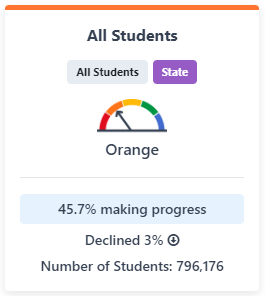 All Students
All Students State
Orange
45.7% making progress
Declined 3%
Number of Students: 796,176